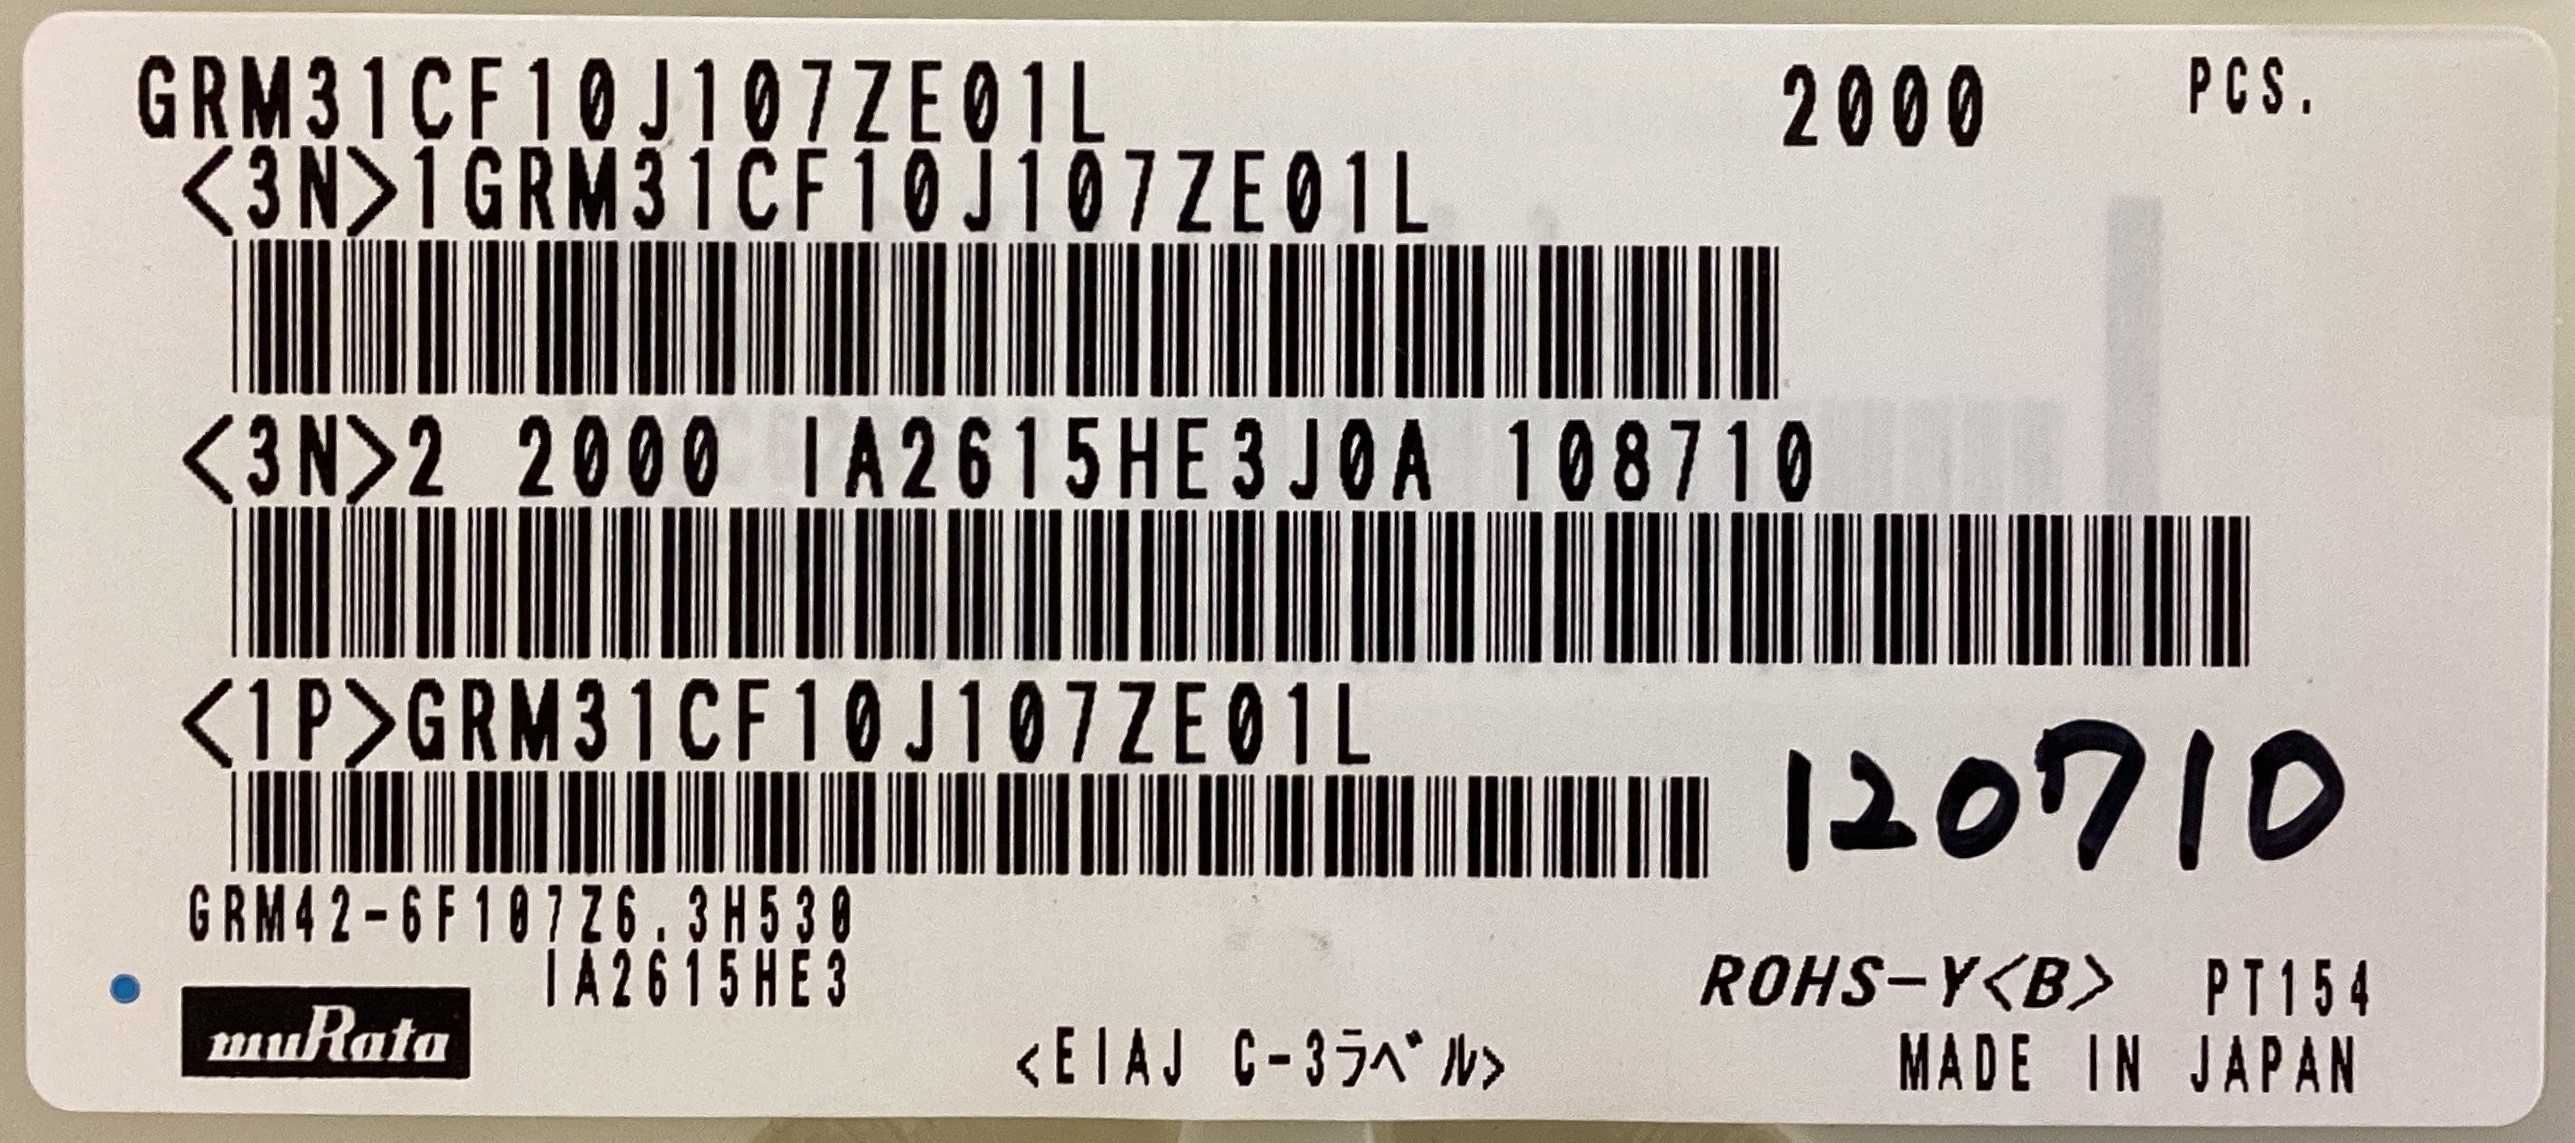 GRM31CF10J107ZE01L 2000 PCS.
<3N>1GRM31CF10J107ZE01L
<3N>2 2000 IA2615HE3J0A 108710
<1P>GRM31CF10J107ZE01L
120710
GRM42-6F107Z6.3H530
IA2615HE3
ROHS-Y<B> PT154
muRata
<EIAJ C-3ラベル>
MADE IN JAPAN